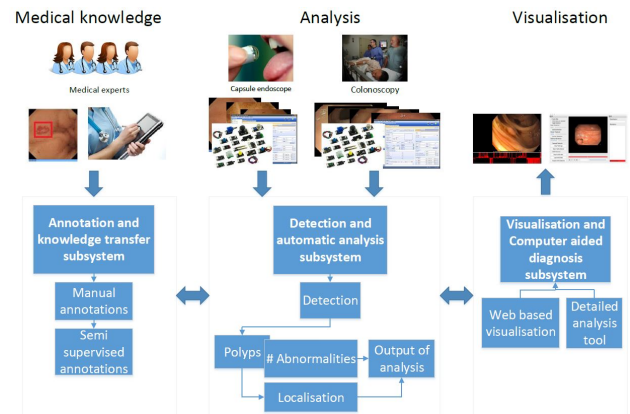 Medical knowledge
Analysis
Visualisation
Medical experts
Capsule endoscope
Colonoscopy
Annotation and
knowledge transfer
subsystem
Manual
annotations
Semi
supervised
annotations
Detection and
automatic analysis
subsystem
Detection
Polyps
# Abnormalities
Output of
analysis
Localisation
Visualisation and
Computer aided
diagnosis
subsystem
Web based
visualisation
Detailed
analysis
tool